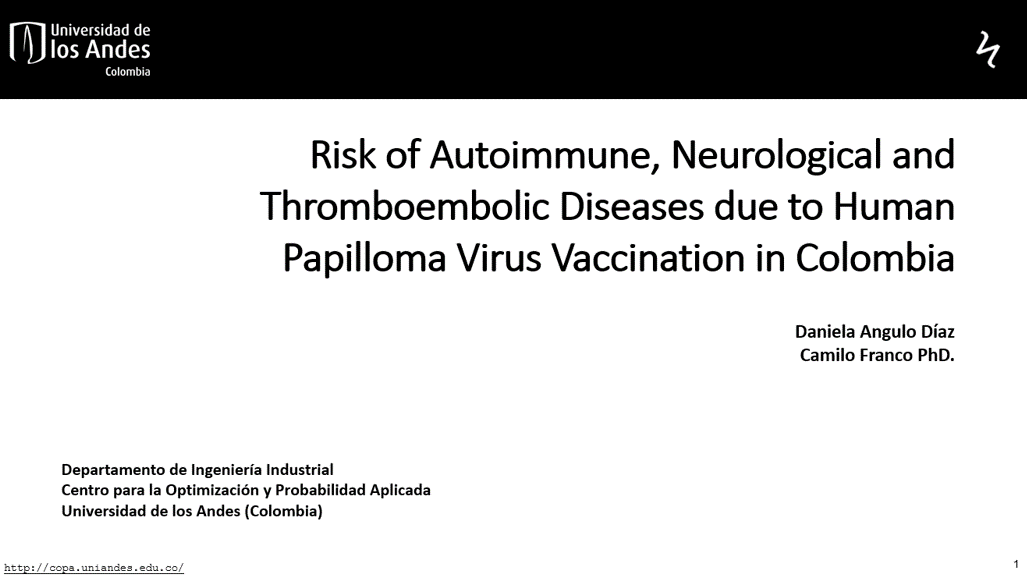 Universidad de
los Andes
Colombia
Risk of Autoimmune, Neurological and
Thromboembolic Diseases due to Human
Papilloma Virus Vaccination in Colombia
Daniela Angulo Díaz
Camilo Franco PhD.
Departamento de Ingeniería Industrial
Centro para la Optimización y Probabilidad Aplicada
Universidad de los Andes (Colombia)
http://copa.uniandes.edu.co/
1